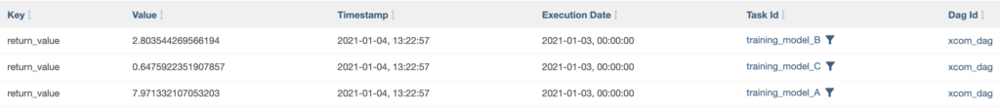 Key Value Timestamp Execution Date Task Id Dag Id
return_value 2.803544269566194 2021-01-04, 13:22:57 2021-01-03, 00:00:00 training_model_B xcom_dag
return_value 0.6475922351907857 2021-01-04, 13:22:57 2021-01-03, 00:00:00 training_model_C xcom_dag
return_value 7.971332107053203 2021-01-04, 13:22:57 2021-01-03, 00:00:00 training_model_A xcom_dag